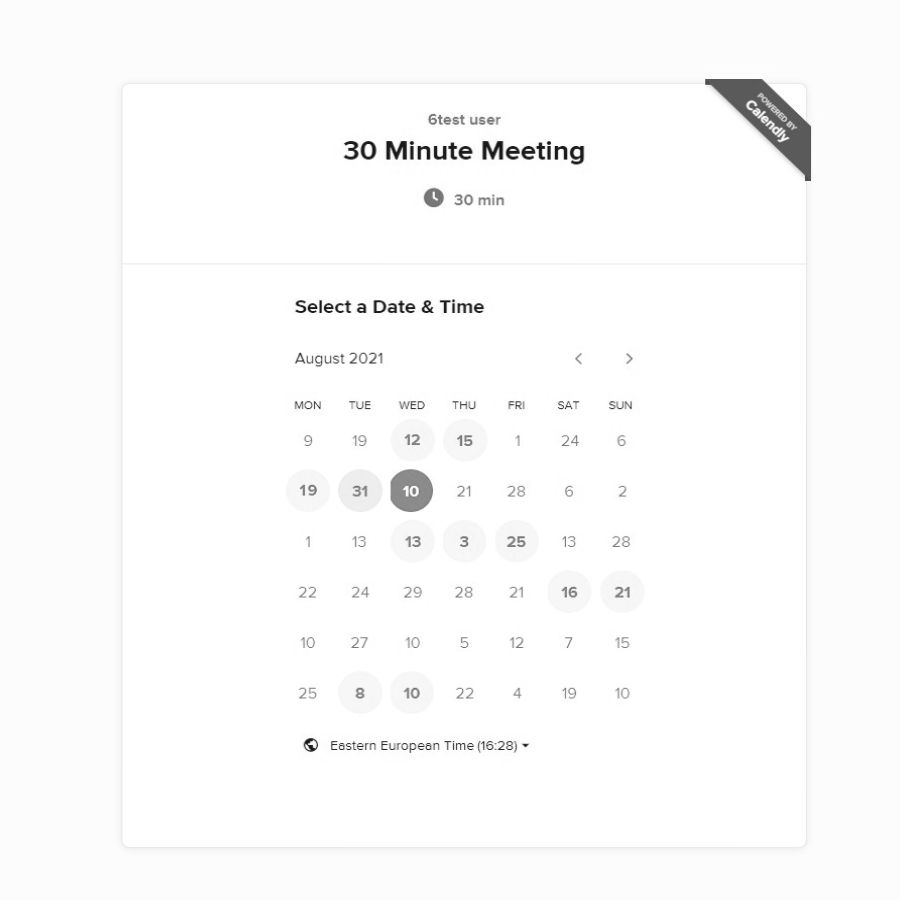 POWERED BY
Calendly
6test user
30 Minute Meeting
30 min
Select a Date & Time
August 2021
MON TUE WED THU FRI SAT SUN
9 19 12 15 1 24 6
19 31 10 21 28 6 2
1 13 13 3 25 13 28
22 24 29 28 21 16 21
10 27 10 5 12 7 15
25 8 10 22 4 19 10
Eastern European Time (16:28)